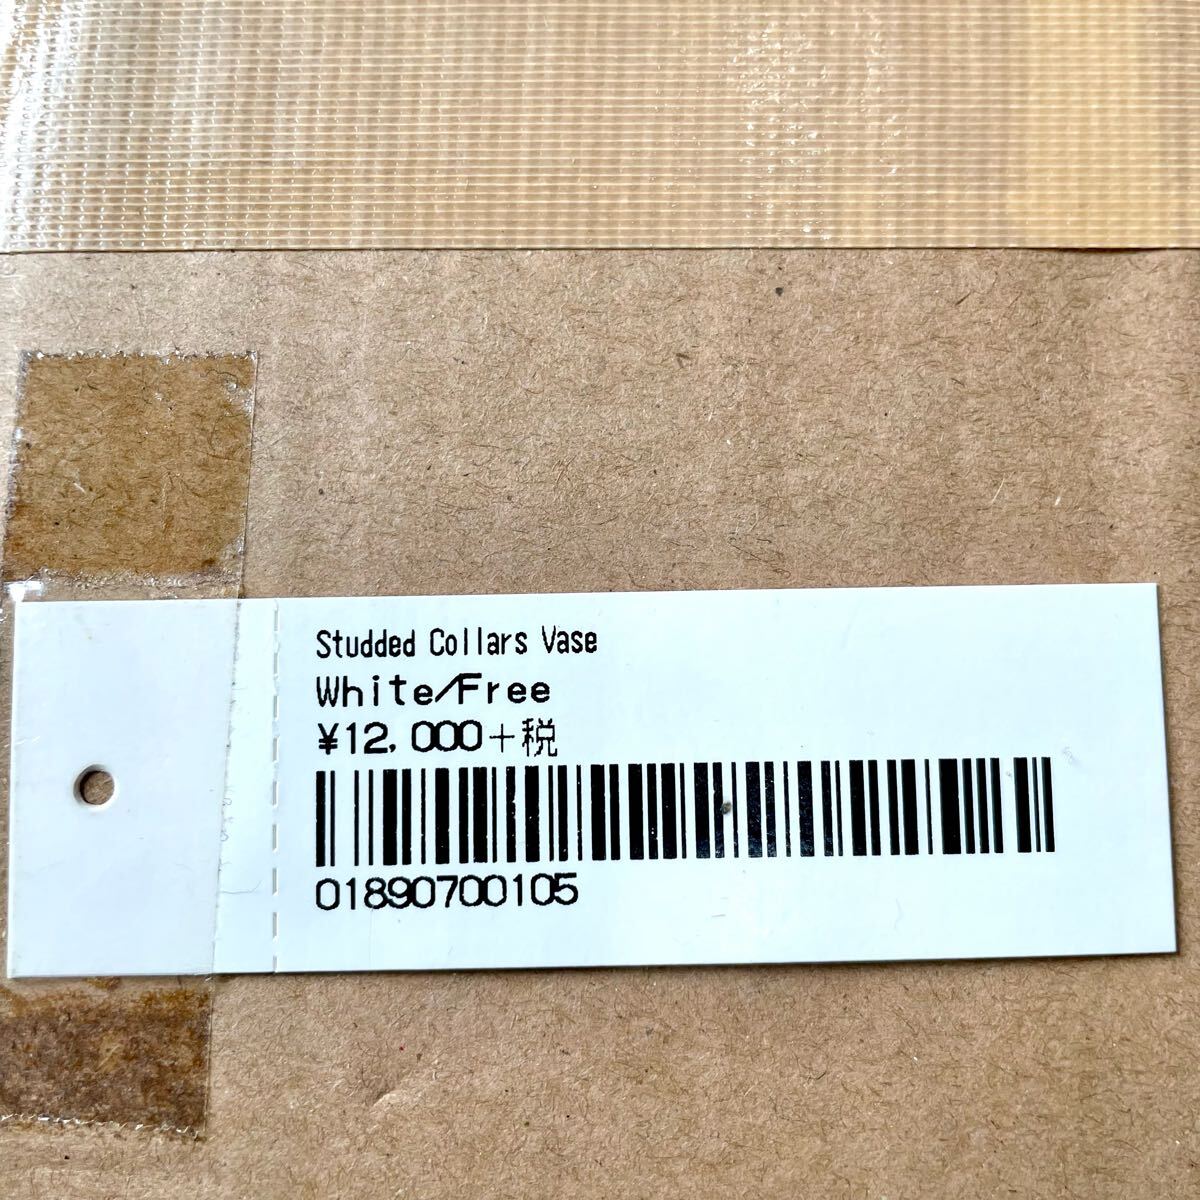 Studded Collars Vase
White/Free
¥12,000+税
01890700105